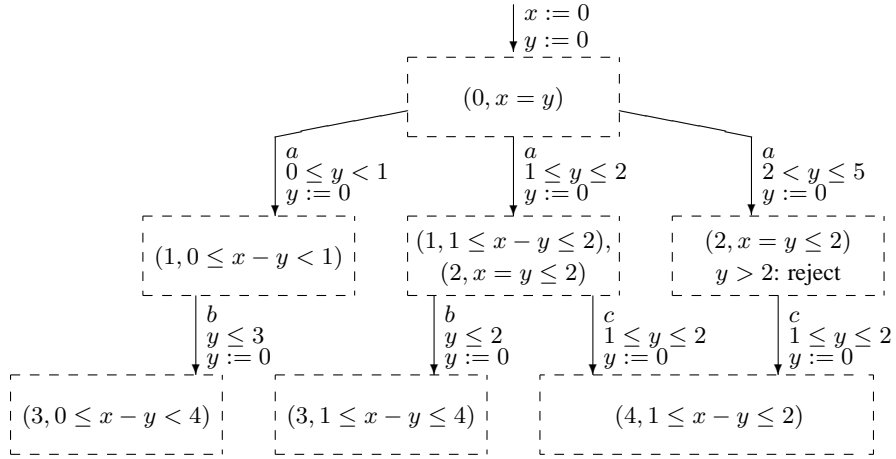 x := 0
y := 0
(0, x = y)
a
0 ≤ y < 1
y := 0
a
1 ≤ y ≤ 2
y := 0
a
2 < y ≤ 5
y := 0
(1, 0 ≤ x − y < 1)
(1, 1 ≤ x − y ≤ 2),
(2, x = y ≤ 2)
(2, x = y ≤ 2)
y > 2: reject
b
y ≤ 3
y := 0
b
y ≤ 2
y := 0
c
1 ≤ y ≤ 2
y := 0
c
1 ≤ y ≤ 2
y := 0
(3, 0 ≤ x − y < 4)
(3, 1 ≤ x − y ≤ 4)
(4, 1 ≤ x − y ≤ 2)